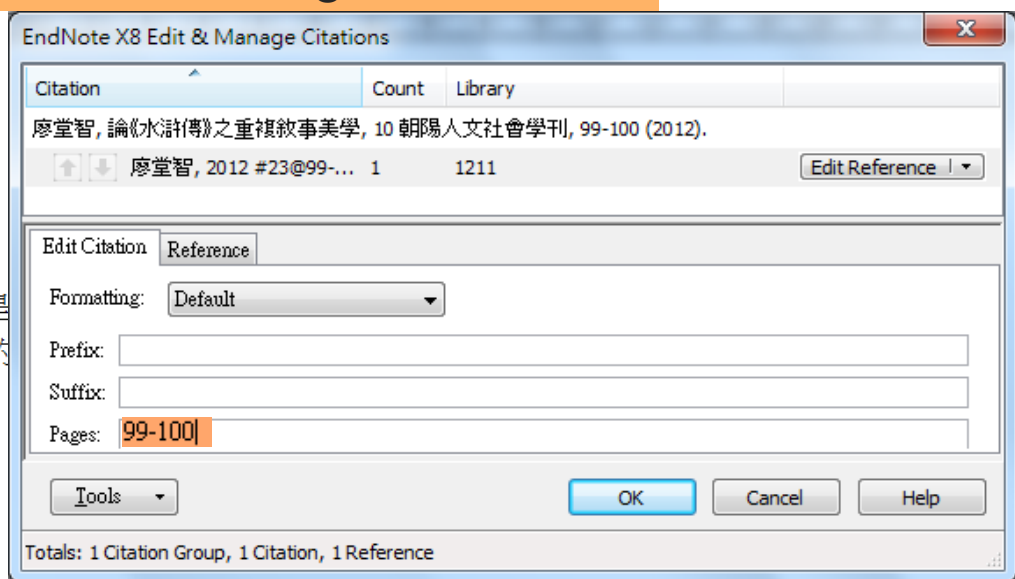 EndNote X8 Edit & Manage Citations
Citation Count Library
廖堂智, 論《水滸傳》之重複敘事美學, 10 朝陽人文社會學刊, 99-100 (2012).
廖堂智, 2012 #23@99-... 1 1211 Edit Reference
Edit Citation Reference
Formatting: Default
Prefix:
Suffix:
Pages: 99-100
Tools OK Cancel Help
Totals: 1 Citation Group, 1 Citation, 1 Reference